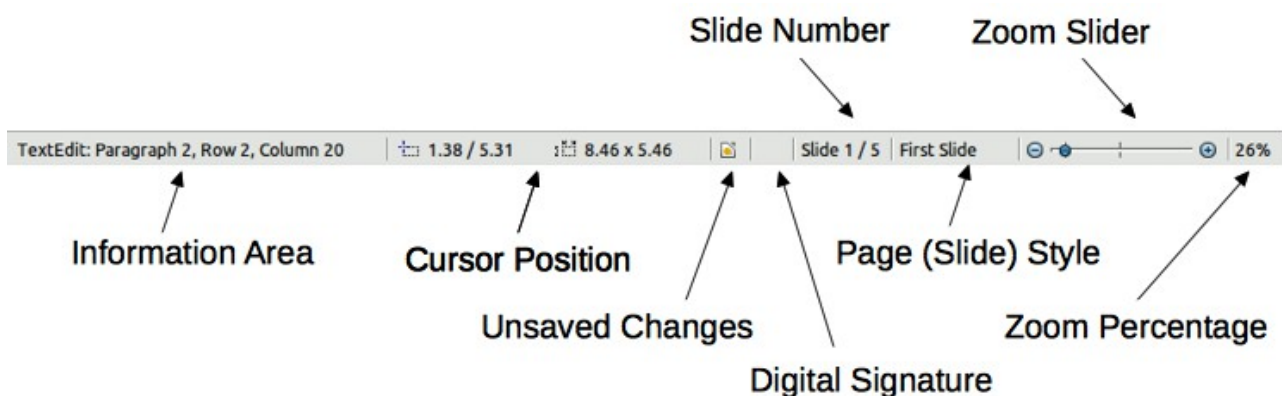 Slide Number
Zoom Slider
TextEdit: Paragraph 2, Row 2, Column 20 1.38 / 5.31 8.46 x 5.46 Slide 1 / 5 First Slide 26%
Information Area
Cursor Position
Page (Slide) Style
Unsaved Changes
Zoom Percentage
Digital Signature